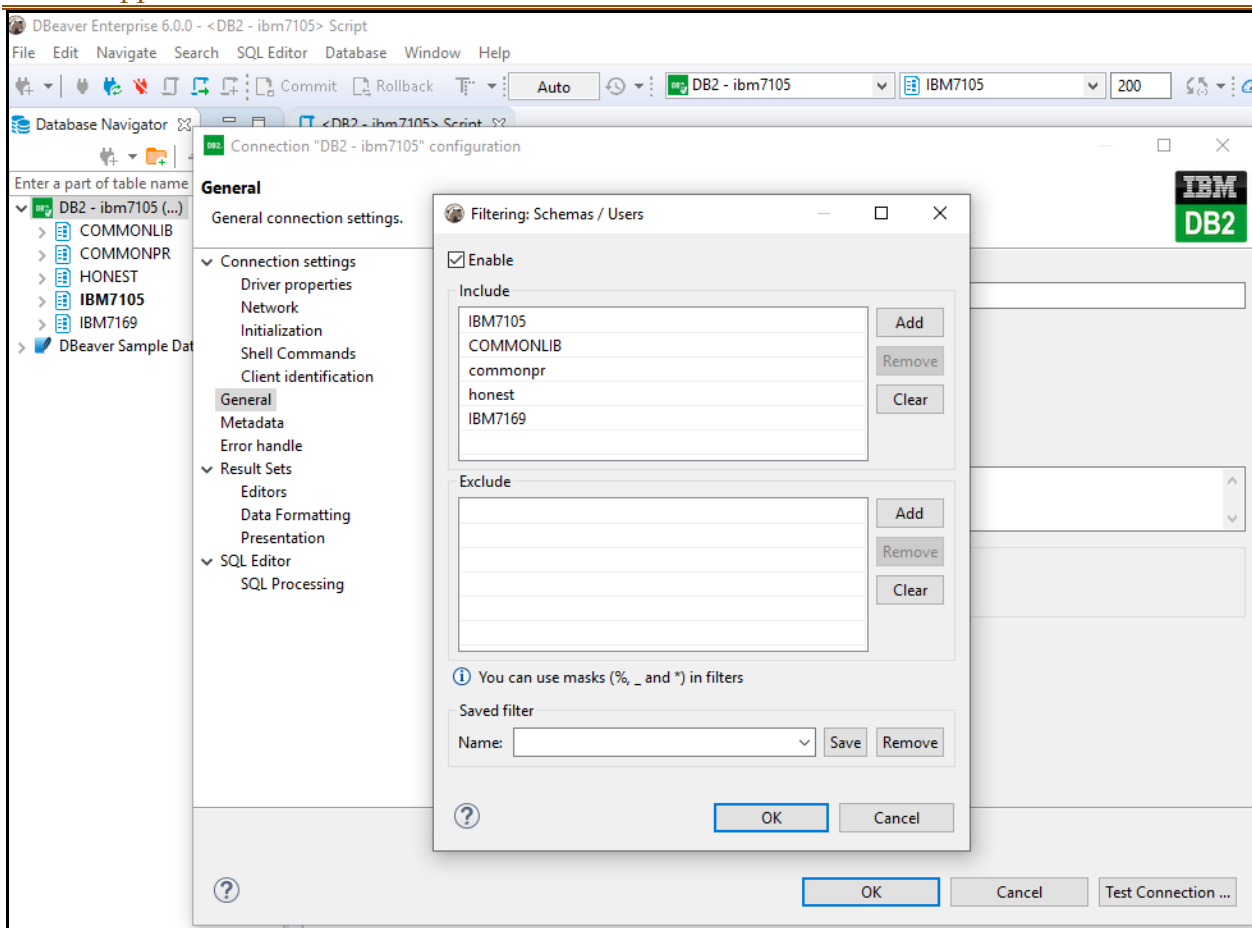 DBeaver Enterprise 6.0.0 - <DB2 - ibm7105> Script
File Edit Navigate Search SQL Editor Database Window Help
Commit Rollback Auto DB2 - ibm7105 IBM7105 200
Database Navigator <DB2 - ibm7105> Script
DB2. Connection "DB2 - ibm7105" configuration
Enter a part of table name
DB2 - ibm7105 (...)
COMMONLIB
COMMONPR
HONEST
IBM7105
IBM7169
DBeaver Sample Dat
General
General connection settings.
IBM
DB2
Connection settings
Driver properties
Network
Initialization
Shell Commands
Client identification
General
Metadata
Error handle
Result Sets
Editors
Data Formatting
Presentation
SQL Editor
SQL Processing
Filtering: Schemas / Users
Enable
Include
IBM7105
COMMONLIB
commonpr
honest
IBM7169
Add
Remove
Clear
Exclude
Add
Remove
Clear
You can use masks (%, _ and *) in filters
Saved filter
Name: Save Remove
OK Cancel
OK Cancel Test Connection ...